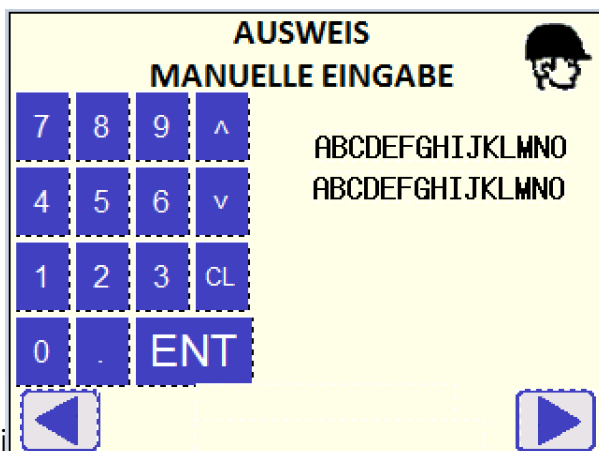 AUSWEIS
MANUELLE EINGABE
7 8 9 ʌ
ABCDEFGHIJKLMNO
4 5 6 v
ABCDEFGHIJKLMNO
1 2 3 CL
0 . ENT
i